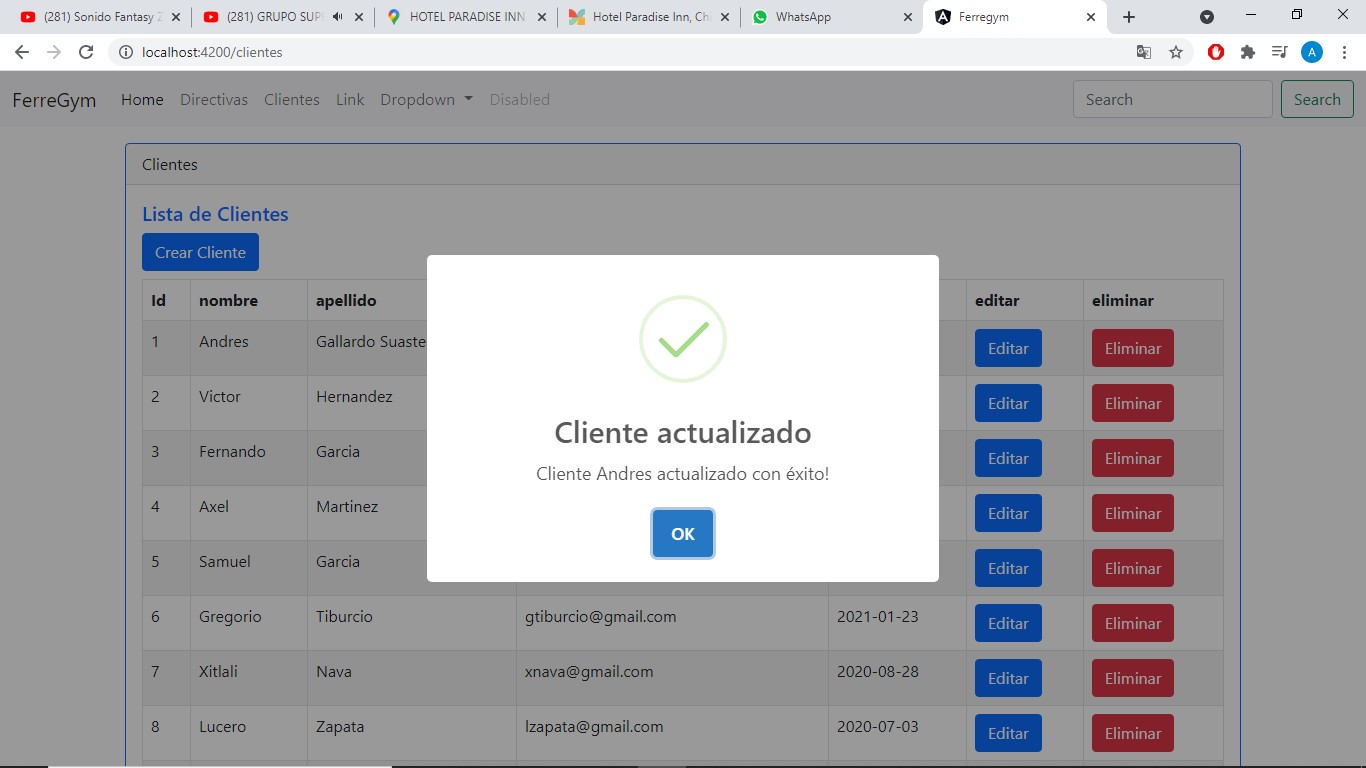 (281) Sonido Fantasy Z
(281) GRUPO SUPE
HOTEL PARADISE INN
Hotel Paradise Inn, Chi
WhatsApp
Ferregym
localhost:4200/clientes
A
FerreGym Home Directivas Clientes Link Dropdown Disabled Search Search
Clientes
Lista de Clientes
Crear Cliente
Id nombre apellido editar eliminar
1 Andres Gallardo Suaste Editar Eliminar
2 Victor Hernandez Editar Eliminar
3 Fernando Garcia Editar Eliminar
4 Axel Martinez Editar Eliminar
5 Samuel Garcia Editar Eliminar
6 Gregorio Tiburcio gtiburcio@gmail.com 2021-01-23 Editar Eliminar
7 Xitlali Nava xnava@gmail.com 2020-08-28 Editar Eliminar
8 Lucero Zapata lzapata@gmail.com 2020-07-03 Editar Eliminar
Cliente actualizado
Cliente Andres actualizado con éxito!
OK